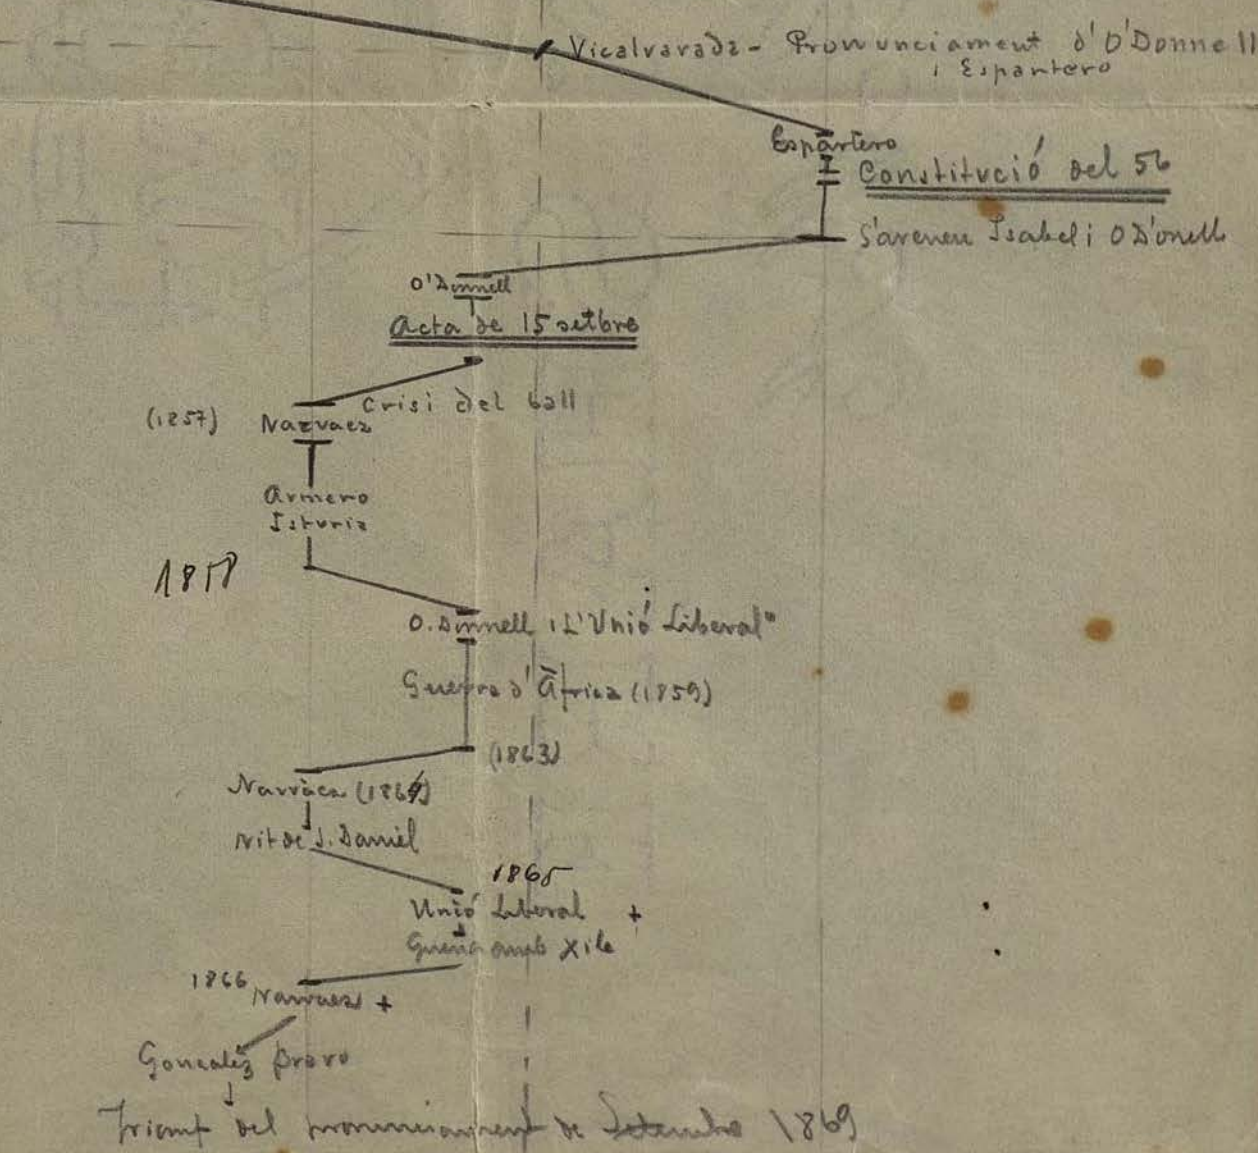 Vicalvarada - Pronunciament d'O'Donnell
i Espartero
Espartero
Constitució del 56
S'avenen Isabel i O D'onell
O'Donnell
Acta de 15 setbre
Crisi del ball
(1857) Narvaez
Armero
Isturiz
1858
O. Donnell i L'Unió Liberal"
Guerra d'Àfrica (1859)
(1863)
Narvaez (1864)
Nit de S. Daniel
1865
Unió Liberal +
Guerra amb Xile
1866 Narvaez +
Gonzalez Bravo
Triomf del pronunciament de Setembre 1869